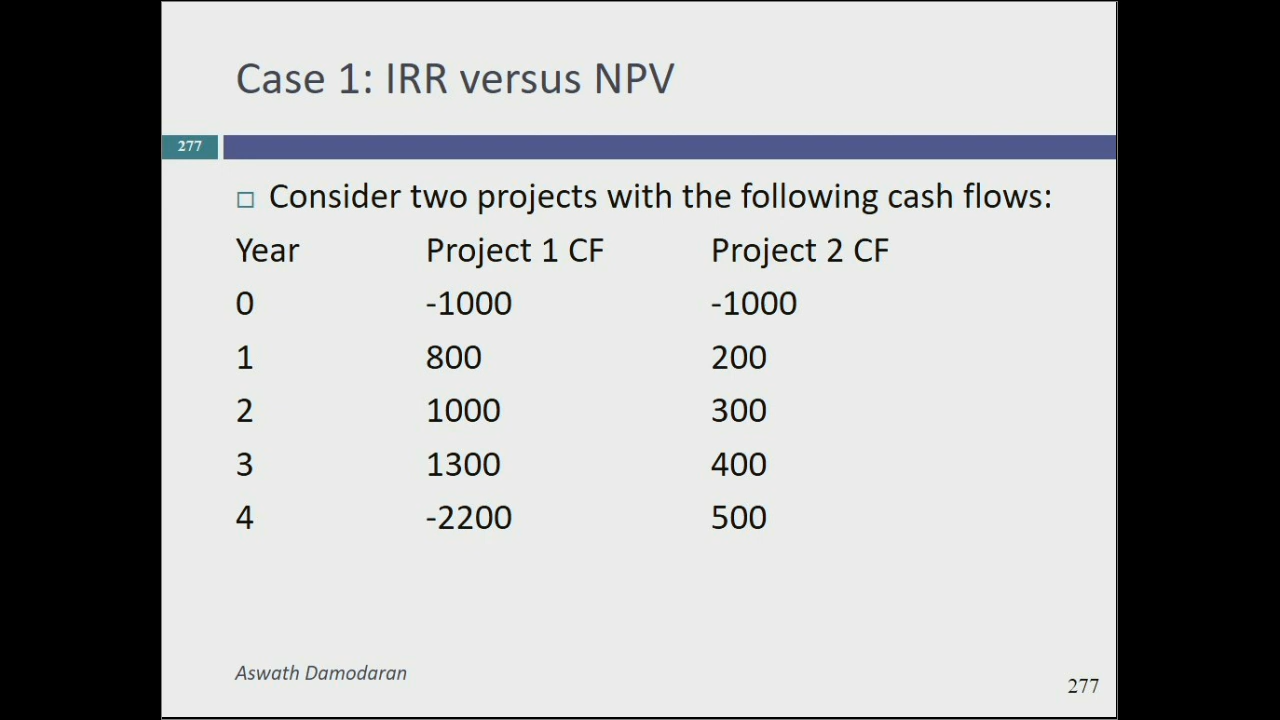 Case 1: IRR versus NPV
277
Consider two projects with the following cash flows:
Year Project 1 CF Project 2 CF
0 -1000 -1000
1 800 200
2 1000 300
3 1300 400
4 -2200 500
Aswath Damodaran
277